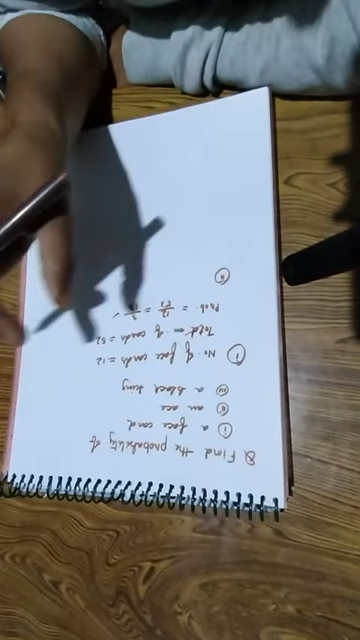 Q Find the probability of
(i) a face card
(ii) an ace
(iii) a black king
(i) No. of face cards = 12
Total no of cards = 52
Prob. = 12/52 = 3/13
(ii)